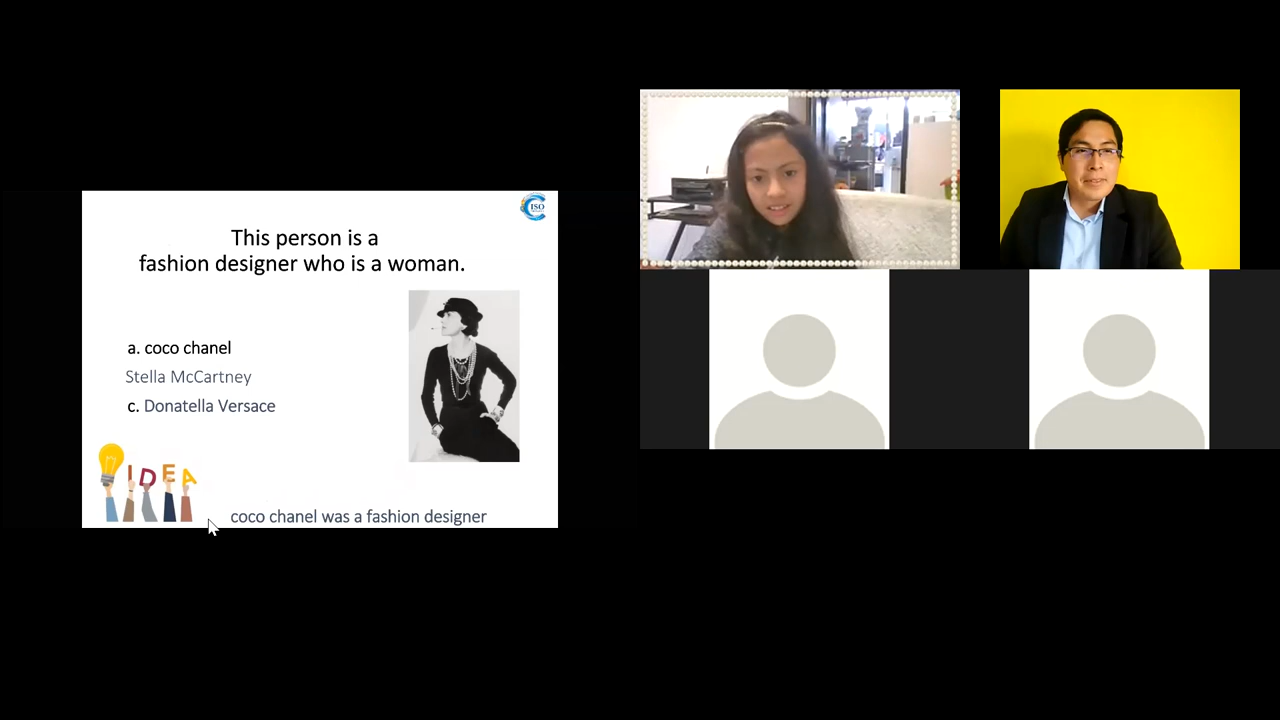 ISO
This person is a
fashion designer who is a woman.
a. coco chanel
Stella McCartney
c. Donatella Versace
IDEA
coco chanel was a fashion designer